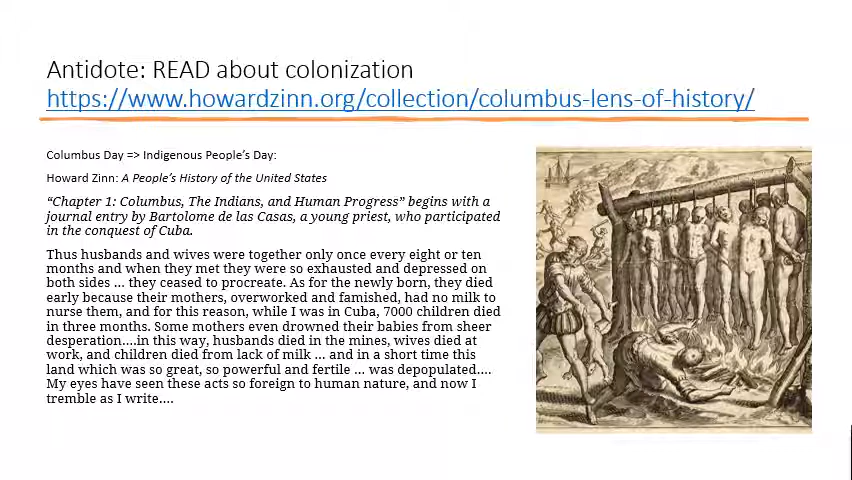 Antidote: READ about colonization
https://www.howardzinn.org/collection/columbus-lens-of-history/
Columbus Day => Indigenous People's Day:
Howard Zinn: A People's History of the United States
"Chapter 1: Columbus, The Indians, and Human Progress" begins with a
journal entry by Bartolome de las Casas, a young priest, who participated
in the conquest of Cuba.
Thus husbands and wives were together only once every eight or ten
months and when they met they were so exhausted and depressed on
both sides ... they ceased to procreate. As for the newly born, they died
early because their mothers, overworked and famished, had no milk to
nurse them, and for this reason, while I was in Cuba, 7000 children died
in three months. Some mothers even drowned their babies from sheer
desperation....in this way, husbands died in the mines, wives died at
work, and children died from lack of milk ... and in a short time this
land which was so great, so powerful and fertile ... was depopulated....
My eyes have seen these acts so foreign to human nature, and now I
tremble as I write....